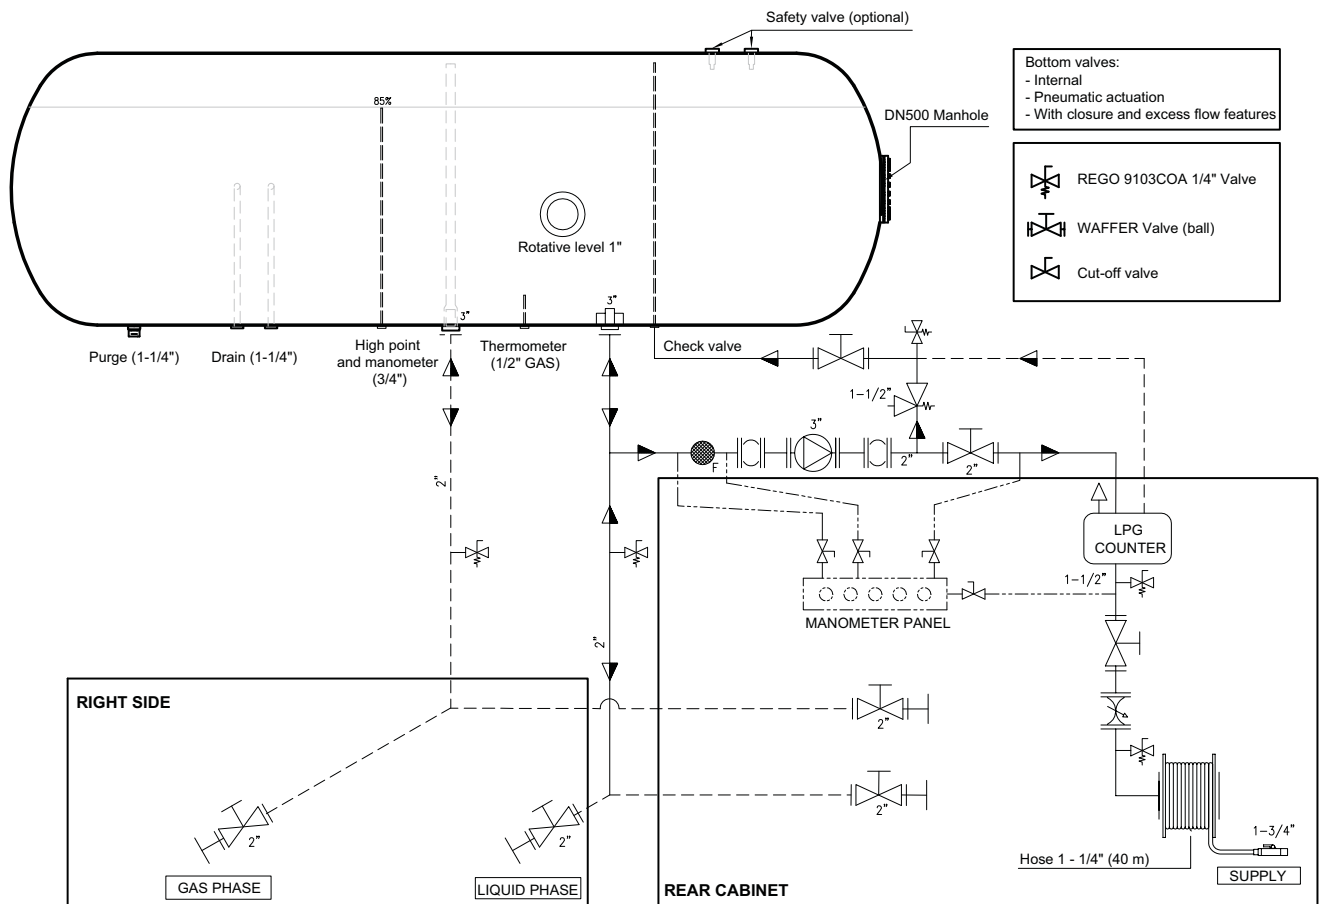 Safety valve (optional)
Bottom valves:
- Internal
- Pneumatic actuation
- With closure and excess flow features
85%
DN500 Manhole
REGO 9103COA 1/4" Valve
WAFFER Valve (ball)
Cut-off valve
Rotative level 1"
3"
3"
Purge (1-1/4")
Drain (1-1/4")
High point
and manometer
(3/4")
Thermometer
(1/2" GAS)
Check valve
1-1/2"
3"
F
2"
2"
2"
LPG
COUNTER
1-1/2"
MANOMETER PANEL
2"
RIGHT SIDE
2"
2"
2"
2"
1-3/4"
Hose 1 - 1/4" (40 m)
GAS PHASE
LIQUID PHASE
REAR CABINET
SUPPLY